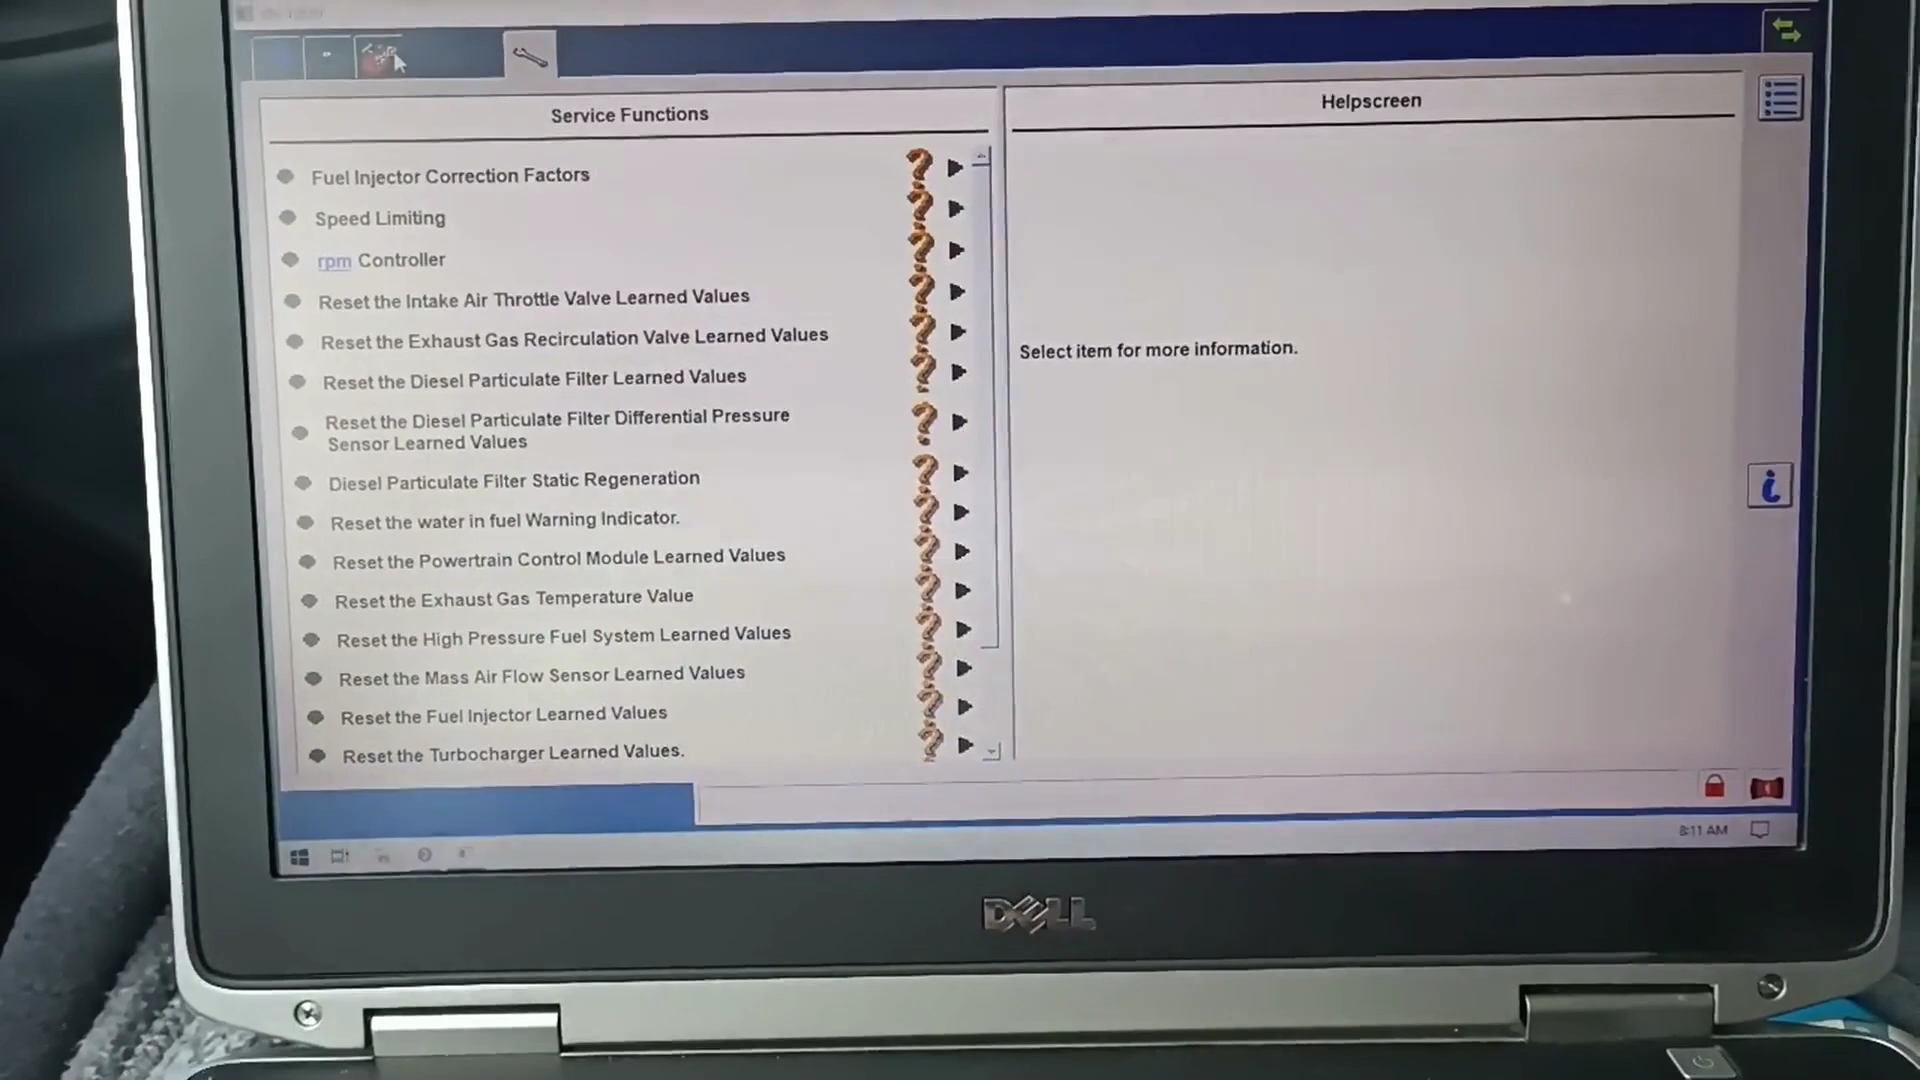 Service Functions
Helpscreen
Fuel Injector Correction Factors
Speed Limiting
rpm Controller
Reset the Intake Air Throttle Valve Learned Values
Reset the Exhaust Gas Recirculation Valve Learned Values
Reset the Diesel Particulate Filter Learned Values
Reset the Diesel Particulate Filter Differential Pressure
Sensor Learned Values
Diesel Particulate Filter Static Regeneration
Reset the water in fuel Warning Indicator.
Reset the Powertrain Control Module Learned Values
Reset the Exhaust Gas Temperature Value
Reset the High Pressure Fuel System Learned Values
Reset the Mass Air Flow Sensor Learned Values
Reset the Fuel Injector Learned Values
Reset the Turbocharger Learned Values.
Select item for more information.
8:11 AM
DELL